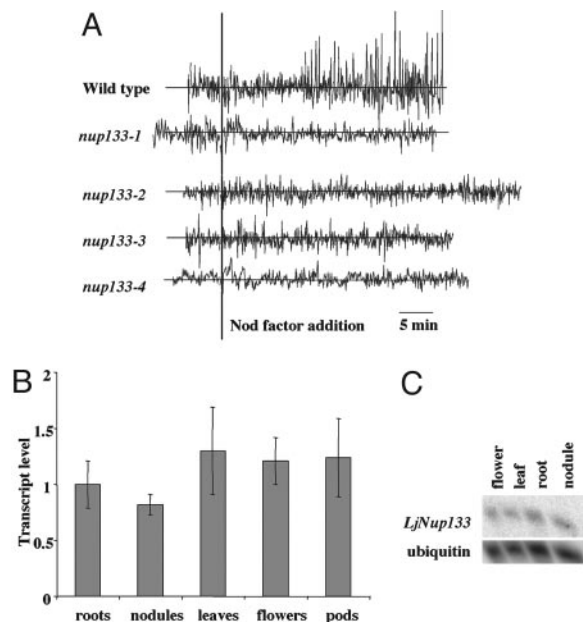 A
Wild type
nup133-1
nup133-2
nup133-3
nup133-4
Nod factor addition
5 min
B
Transcript level
2
1.5
1
0.5
0
roots nodules leaves flowers pods
C
flower leaf root nodule
LjNup133
ubiquitin